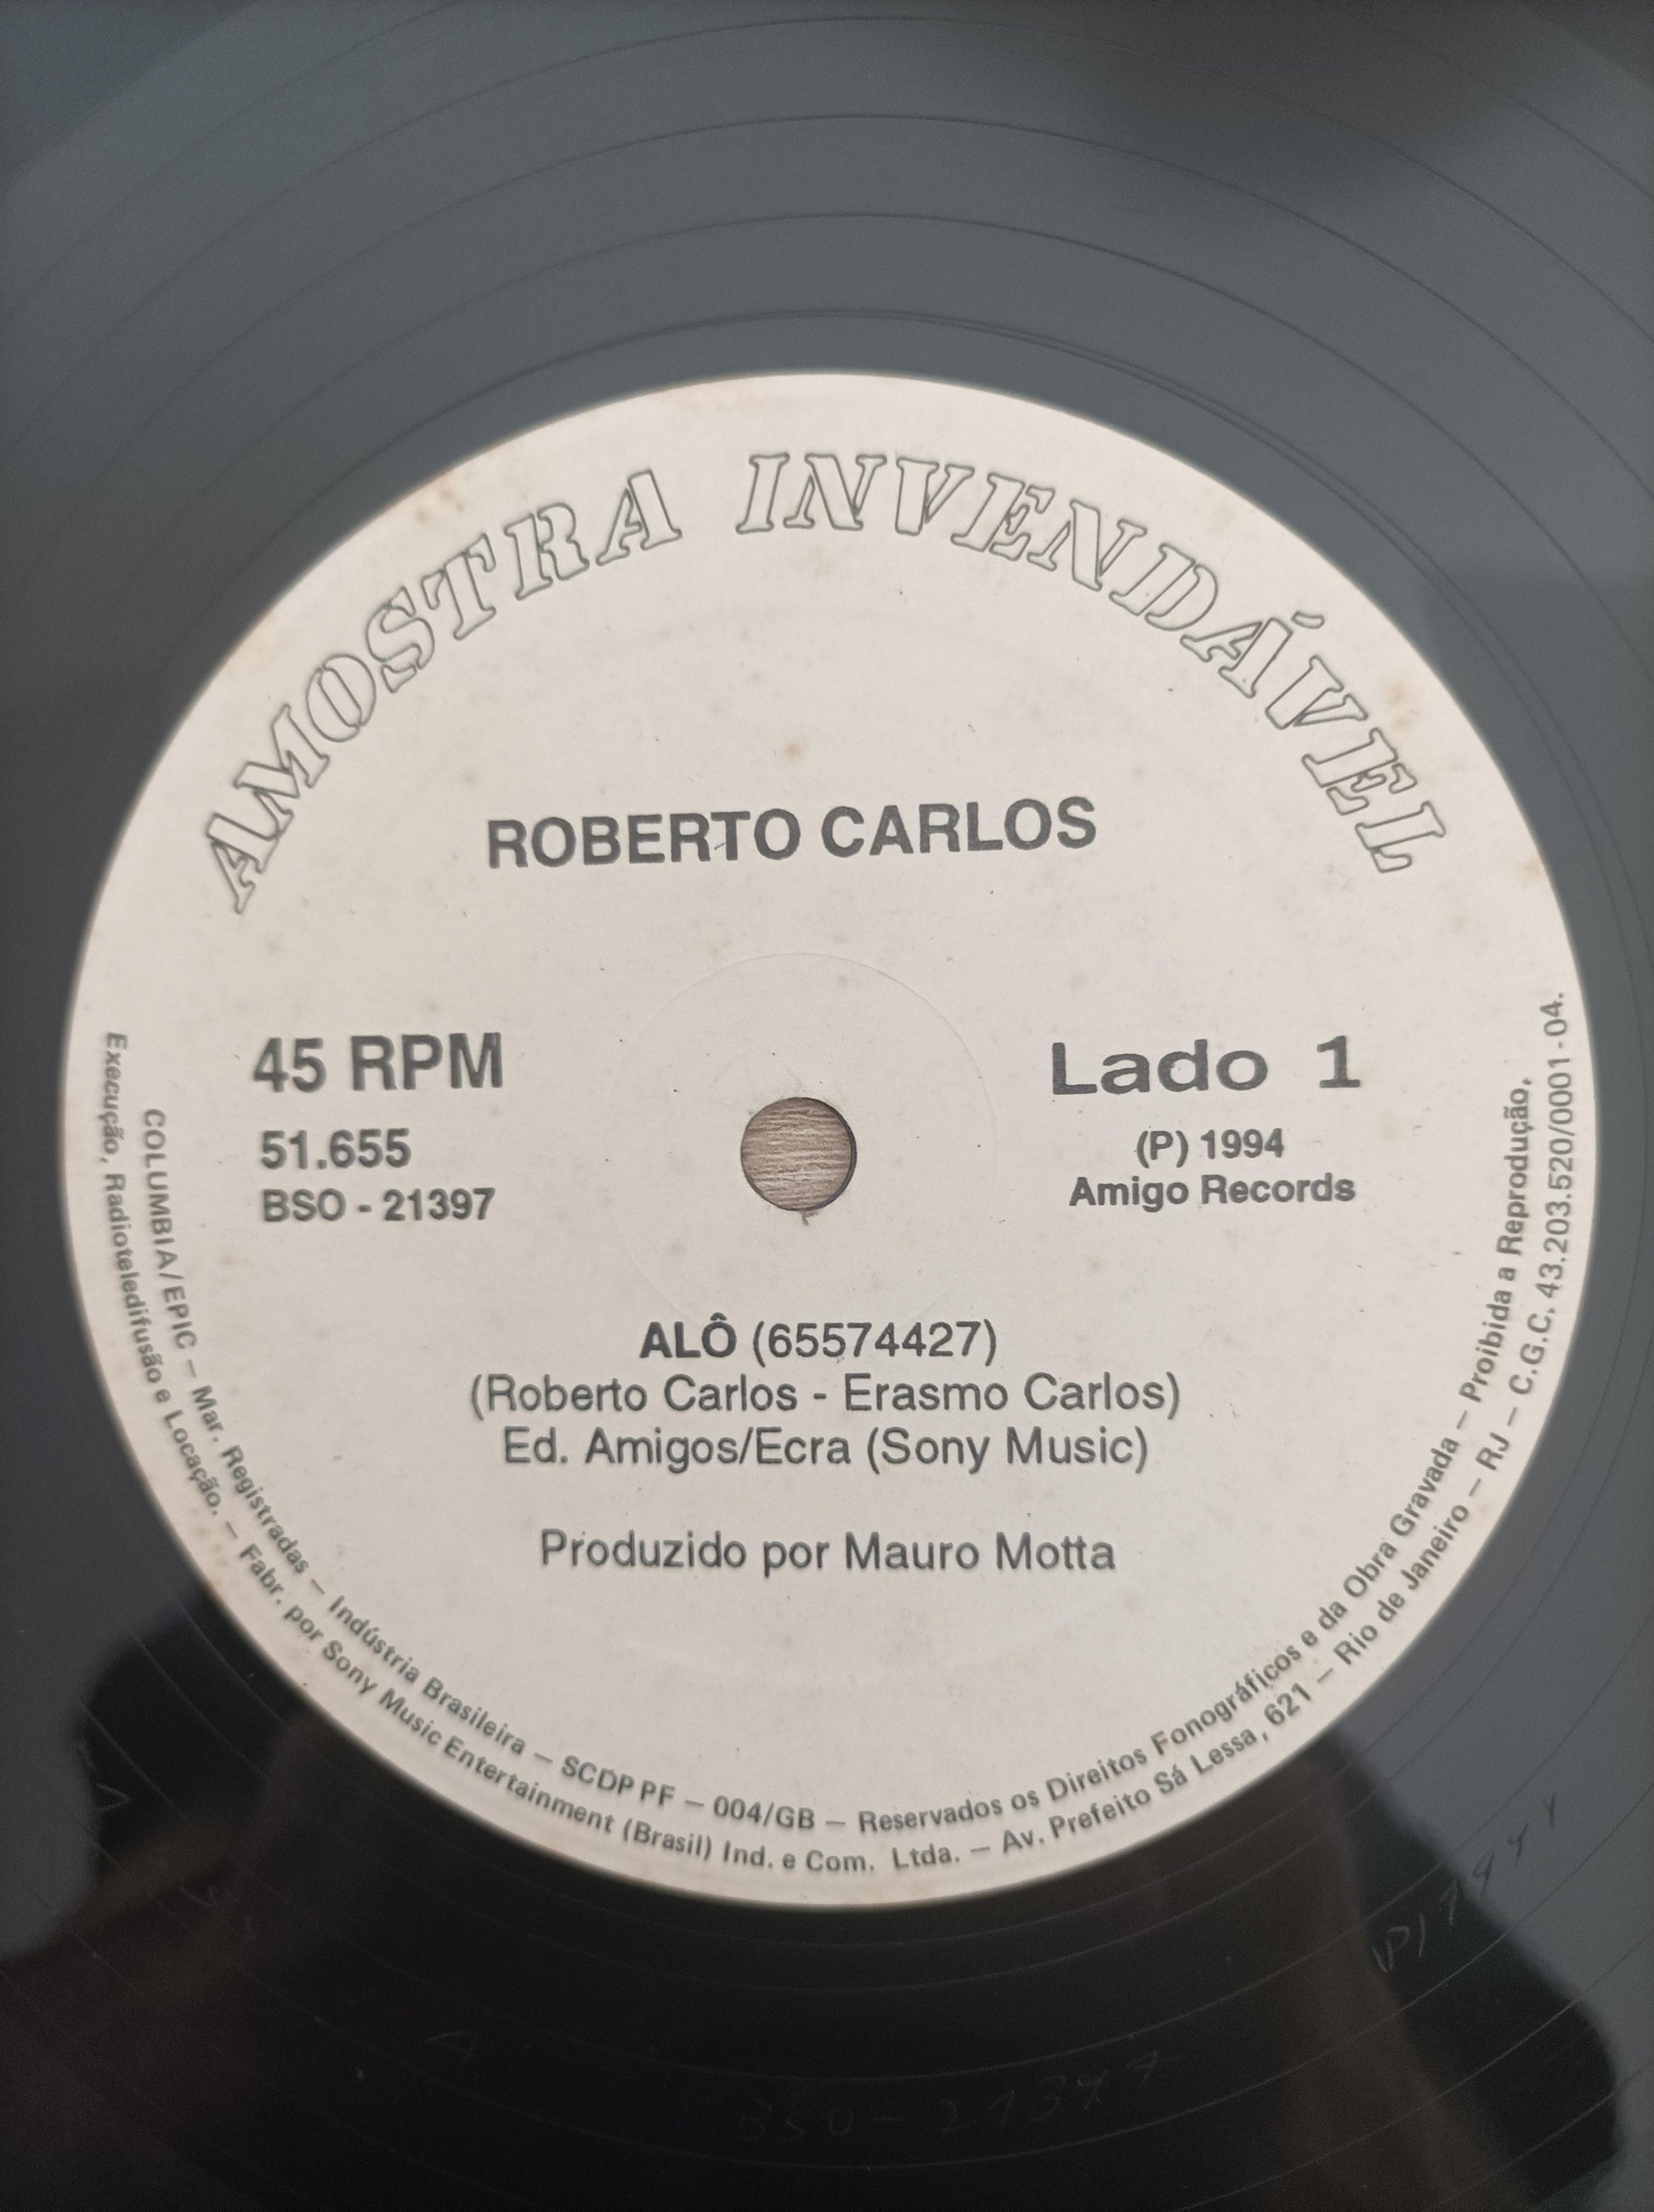 AMOSTRA INVENDÁVEL
ROBERTO CARLOS
45 RPM
51.655
BSO - 21397
Lado 1
(P) 1994
Amigo Records
ALÔ (65574427)
(Roberto Carlos - Erasmo Carlos)
Ed. Amigos/Ecra (Sony Music)
Produzido por Mauro Motta
COLUMBIA/EPIC — Mar. Registradas — Indústria Brasileira — SCDP PF — 004/GB — Reservados os Direitos Fonográficos e da Obra Gravada — Proibida a Reprodução,
Execução, Radioteledifusão e Locação. — Fabr. por Sony Music Entertainment (Brasil) Ind. e Com. Ltda. — Av. Prefeito Sá Lessa, 621 — Rio de Janeiro — RJ — C.G.C. 43.203.520/0001-04.
A
BSO - 21397
(P) 1994